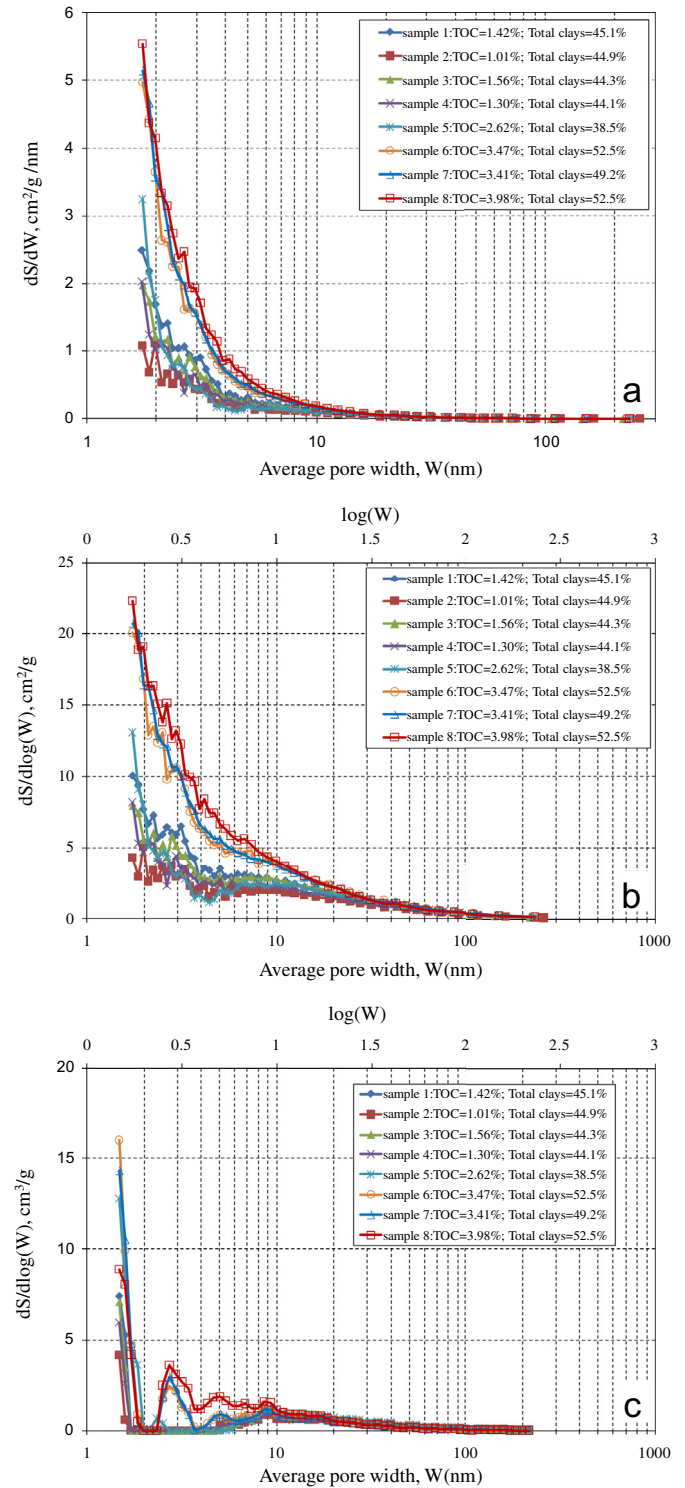 6
5
4
3
2
1
0
dS/dW, cm²/g /nm
sample 1:TOC=1.42%; Total clays=45.1%
sample 2:TOC=1.01%; Total clays=44.9%
sample 3:TOC=1.56%; Total clays=44.3%
sample 4:TOC=1.30%; Total clays=44.1%
sample 5:TOC=2.62%; Total clays=38.5%
sample 6:TOC=3.47%; Total clays=52.5%
sample 7:TOC=3.41%; Total clays=49.2%
sample 8:TOC=3.98%; Total clays=52.5%
a
1 10 100
Average pore width, W(nm)
log(W)
0 0.5 1 1.5 2 2.5 3
25
20
15
10
5
0
dS/dlog(W), cm²/g
sample 1:TOC=1.42%; Total clays=45.1%
sample 2:TOC=1.01%; Total clays=44.9%
sample 3:TOC=1.56%; Total clays=44.3%
sample 4:TOC=1.30%; Total clays=44.1%
sample 5:TOC=2.62%; Total clays=38.5%
sample 6:TOC=3.47%; Total clays=52.5%
sample 7:TOC=3.41%; Total clays=49.2%
sample 8:TOC=3.98%; Total clays=52.5%
b
1 10 100 1000
Average pore width, W(nm)
log(W)
0 0.5 1 1.5 2 2.5 3
20
15
10
5
0
dS/dlog(W), cm³/g
sample 1:TOC=1.42%; Total clays=45.1%
sample 2:TOC=1.01%; Total clays=44.9%
sample 3:TOC=1.56%; Total clays=44.3%
sample 4:TOC=1.30%; Total clays=44.1%
sample 5:TOC=2.62%; Total clays=38.5%
sample 6:TOC=3.47%; Total clays=52.5%
sample 7:TOC=3.41%; Total clays=49.2%
sample 8:TOC=3.98%; Total clays=52.5%
c
1 10 100 1000
Average pore width, W(nm)